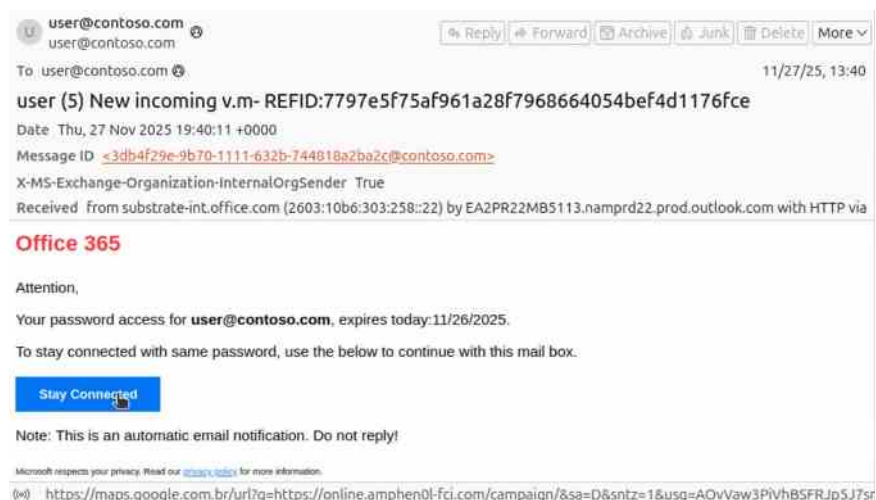 U
user@contoso.com
user@contoso.com
Reply Forward Archive Junk Delete More
To user@contoso.com
11/27/25, 13:40
user (5) New incoming v.m- REFID:7797e5f75af961a28f7968664054bef4d1176fce
Date Thu, 27 Nov 2025 19:40:11 +0000
Message ID <3db4f29e-9b70-1111-632b-744818a2ba2c@contoso.com>
X-MS-Exchange-Organization-InternalOrgSender True
Received from substrate-int.office.com (2603:10b6:303:258::22) by EA2PR22MB5113.namprd22.prod.outlook.com with HTTP via
Office 365
Attention,
Your password access for user@contoso.com, expires today:11/26/2025.
To stay connected with same password, use the below to continue with this mail box.
Stay Connected
Note: This is an automatic email notification. Do not reply!
Microsoft respects your privacy. Read our privacy policy for more information.
https://maps.google.com.br/url?q=https://online.amphen0l-fci.com/campaign/&sa=D&sntz=1&usg=AOvVaw3PjVhBSFRJp5J7s